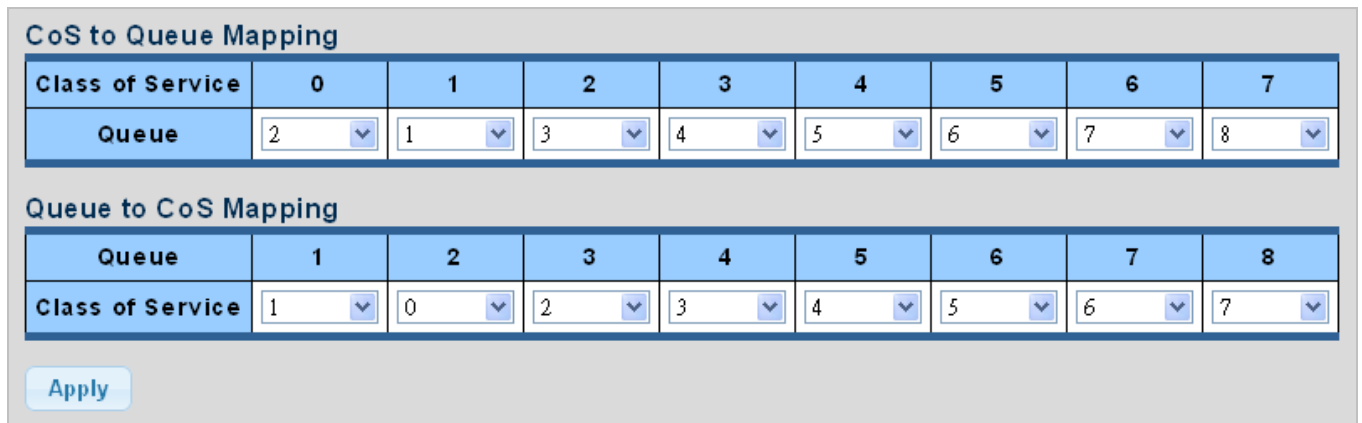 CoS to Queue Mapping
Class of Service 0 1 2 3 4 5 6 7
Queue 2 1 3 4 5 6 7 8
Queue to CoS Mapping
Queue 1 2 3 4 5 6 7 8
Class of Service 1 0 2 3 4 5 6 7
Apply